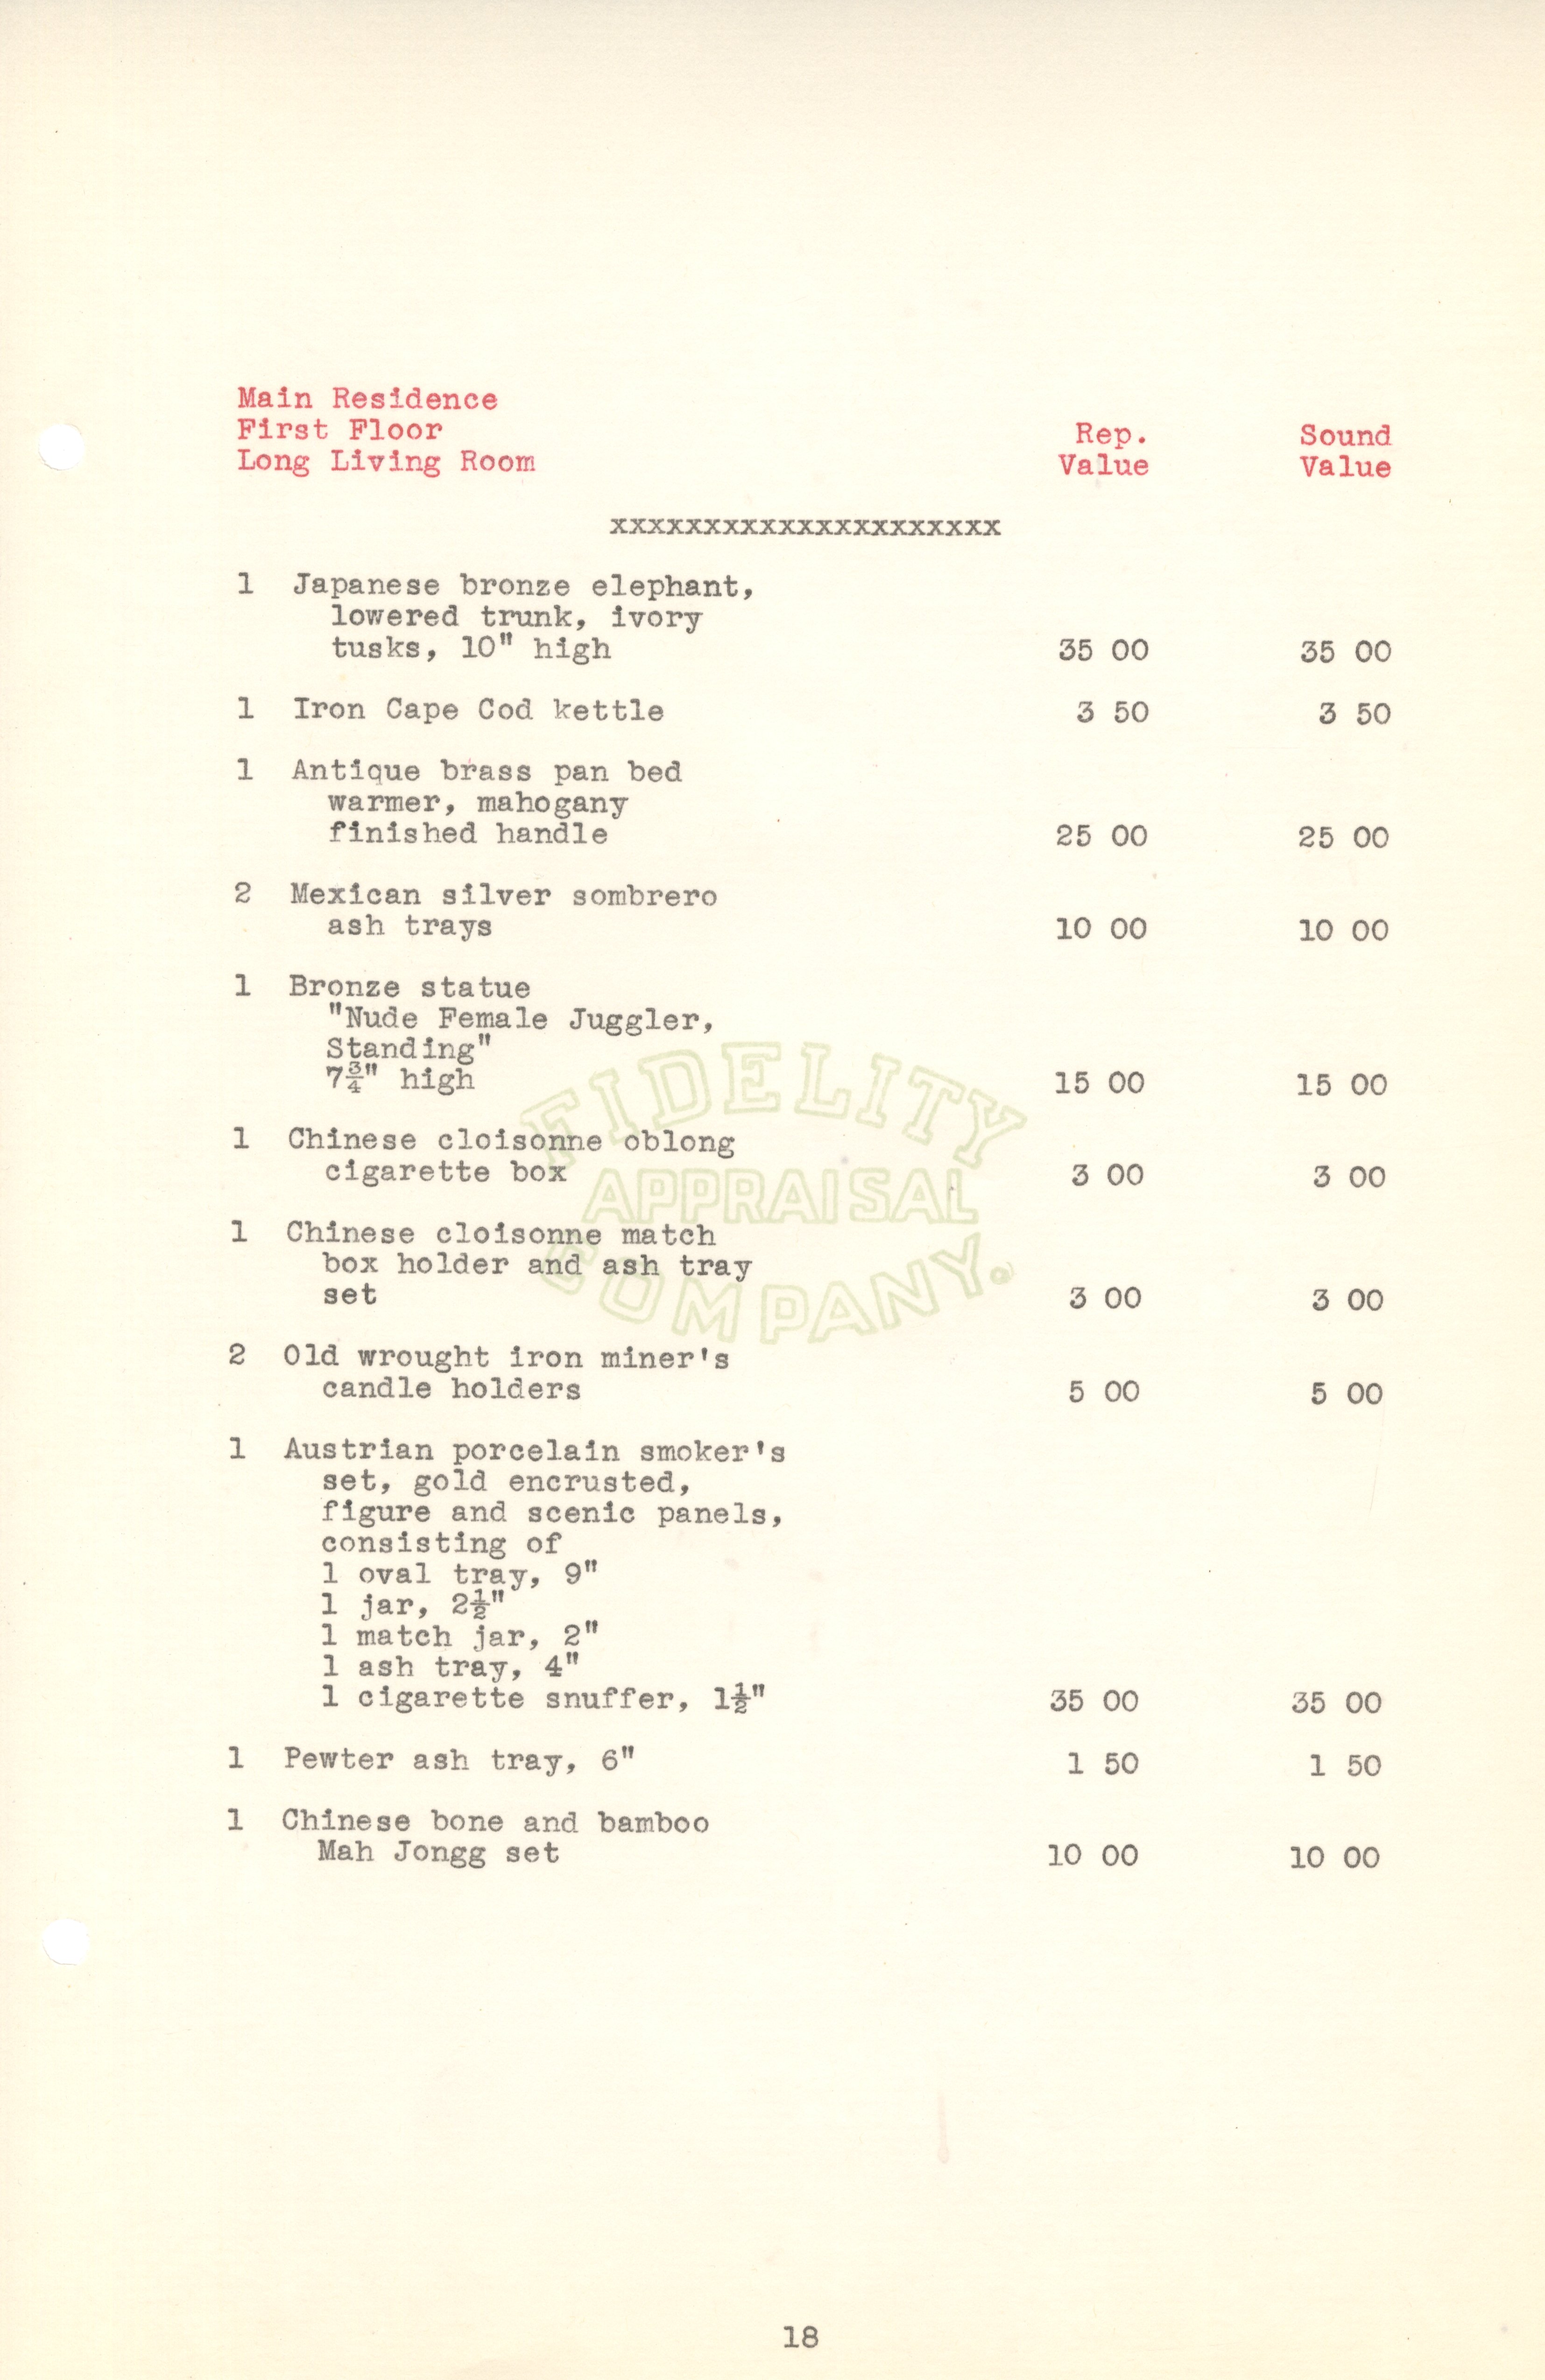 Main Residence
First Floor
Long Living Room
Rep. Value
Sound Value
xxxxxxxxxxxxxxxxxxxxx
1 Japanese bronze elephant,
lowered trunk, ivory
tusks, 10" high 35 00 35 00
1 Iron Cape Cod kettle 3 50 3 50
1 Antique brass pan bed
warmer, mahogany
finished handle 25 00 25 00
2 Mexican silver sombrero
ash trays 10 00 10 00
1 Bronze statue
"Nude Female Juggler,
Standing"
7¾" high 15 00 15 00
1 Chinese cloisonne oblong
cigarette box 3 00 3 00
1 Chinese cloisonne match
box holder and ash tray
set 3 00 3 00
2 Old wrought iron miner's
candle holders 5 00 5 00
1 Austrian porcelain smoker's
set, gold encrusted,
figure and scenic panels,
consisting of
1 oval tray, 9"
1 jar, 2½"
1 match jar, 2"
1 ash tray, 4"
1 cigarette snuffer, 1½" 35 00 35 00
1 Pewter ash tray, 6" 1 50 1 50
1 Chinese bone and bamboo
Mah Jongg set 10 00 10 00
FIDELITY
APPRAISAL
COMPANY.
18